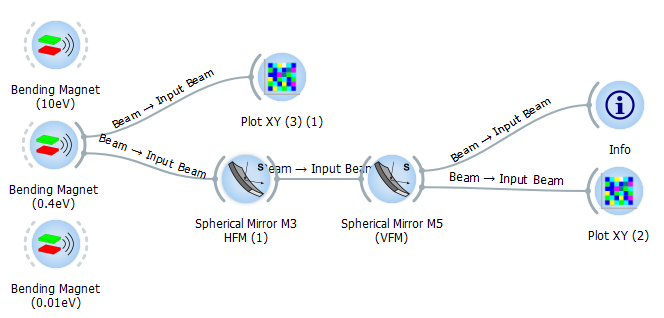 Bending Magnet
(10eV)
Beam → Input Beam
Plot XY (3) (1)
Beam → Input Beam
Bending Magnet
(0.4eV)
S
Beam → Input Beam
S
Spherical Mirror M3
HFM (1)
Spherical Mirror M5
(VFM)
Beam → Input Beam
i
Info
Beam → Input Beam
Plot XY (2)
Bending Magnet
(0.01eV)